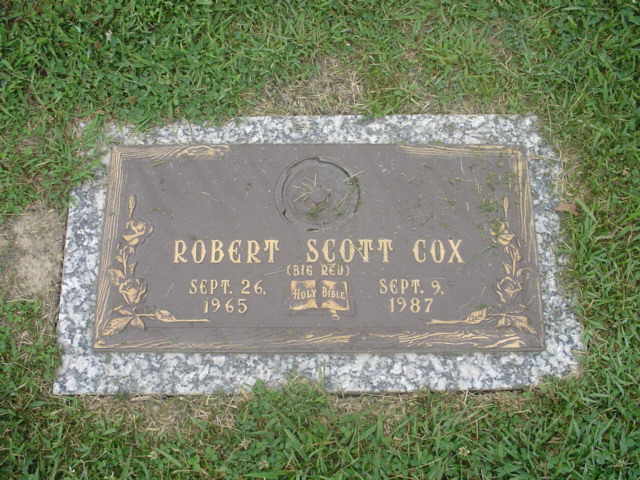 ROBERT SCOTT COX
(BIG RED)
SEPT. 26, 1965
HOLY BIBLE
SEPT. 9, 1987